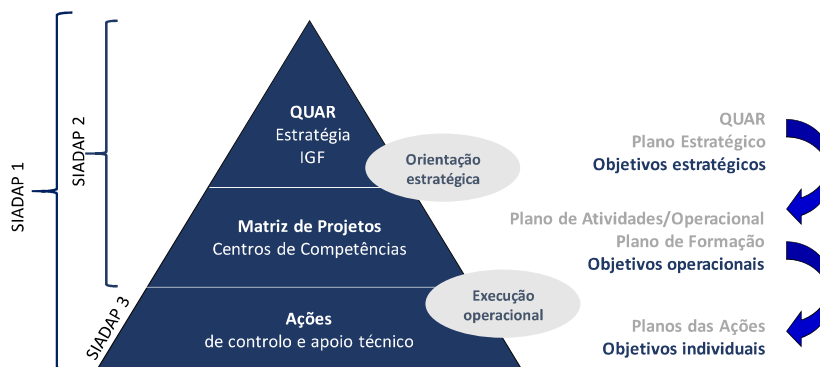 SIADAP 1
SIADAP 2
SIADAP 3
QUAR
Estratégia
IGF
Orientação
estratégica
Matriz de Projetos
Centros de Competências
Execução
operacional
Ações
de controlo e apoio técnico
QUAR
Plano Estratégico
Objetivos estratégicos
Plano de Atividades/Operacional
Plano de Formação
Objetivos operacionais
Planos das Ações
Objetivos individuais